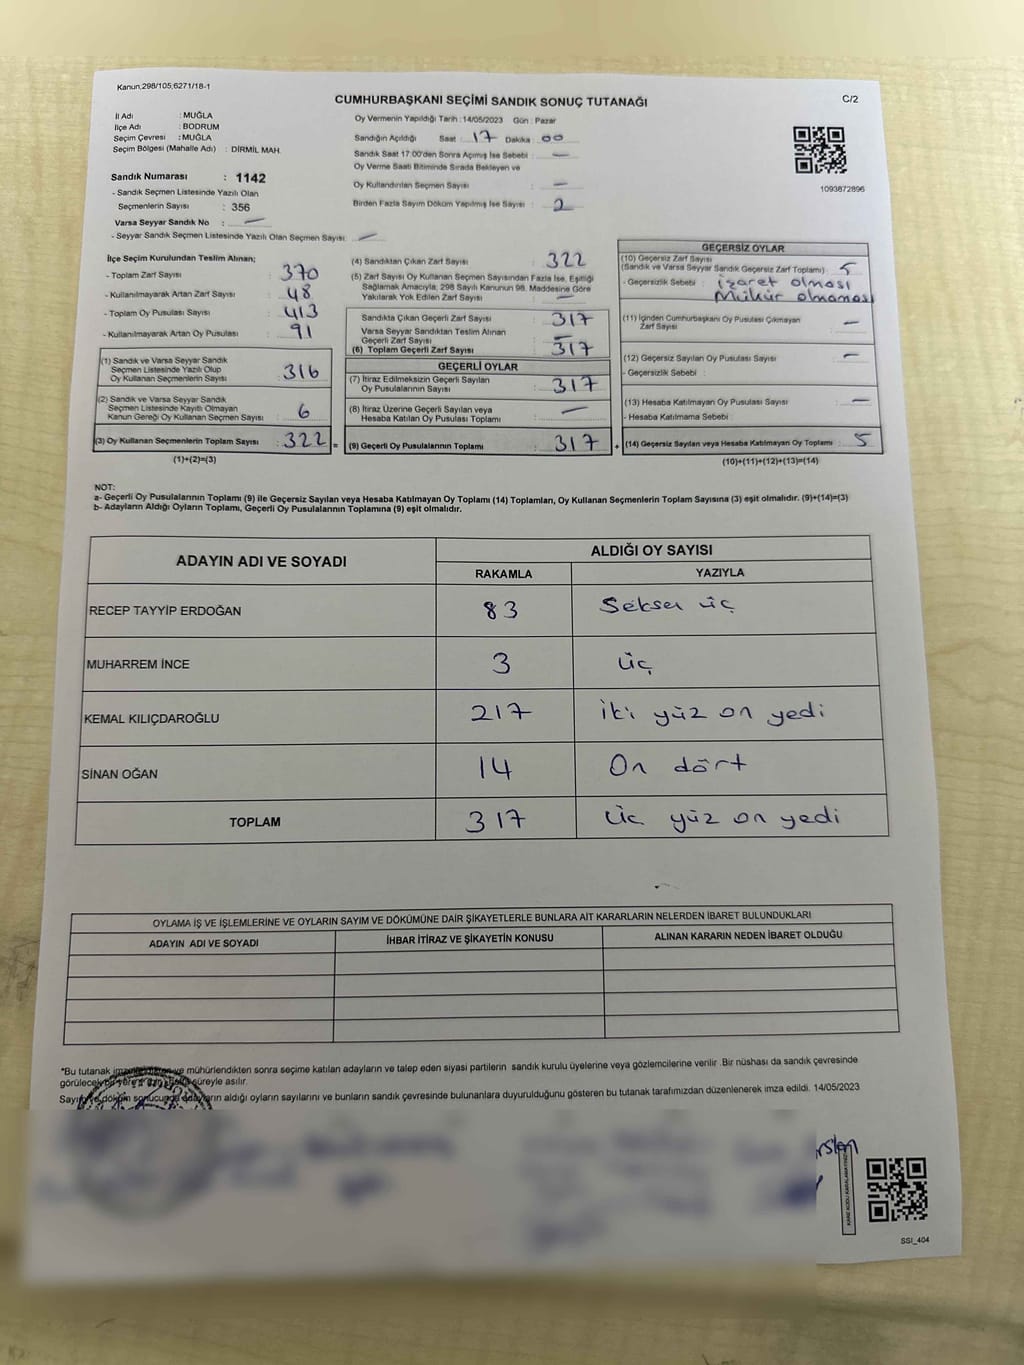 Kanun;298/105;6271/18-1
CUMHURBAŞKANI SEÇİMİ SANDIK SONUÇ TUTANAĞI
C/2
İl Adı : MUĞLA
İlçe Adı : BODRUM
Seçim Çevresi : MUĞLA
Seçim Bölgesi (Mahalle Adı) : DİRMİL MAH.
Sandık Numarası : 1142
- Sandık Seçmen Listesinde Yazılı Olan
Seçmenlerin Sayısı : 356
Varsa Seyyar Sandık No : —
- Seyyar Sandık Seçmen Listesinde Yazılı Olan Seçmen Sayısı: —
Oy Vermenin Yapıldığı Tarih : 14/05/2023 Gün : Pazar
Sandığın Açıldığı Saat : 17 Dakika : 00
Sandık Saat 17:00'den Sonra Açımış İse Sebebi : —
Oy Verme Saati Bitiminde Sırada Bekleyen ve
Oy Kullandırılan Seçmen Sayısı : —
Birden Fazla Sayım Döküm Yapılmış İse Sayısı : 2
1093872896
İlçe Seçim Kurulundan Teslim Alınan;
- Toplam Zarf Sayısı : 370
- Kullanılmayarak Artan Zarf Sayısı : 48
- Toplam Oy Pusulası Sayısı : 413
- Kullanılmayarak Artan Oy Pusulası : 91
(1) Sandık ve Varsa Seyyar Sandık
Seçmen Listesinde Yazılı Olup
Oy Kullanan Seçmenlerin Sayısı : 316
(2) Sandık ve Varsa Seyyar Sandık
Seçmen Listesinde Kayıtlı Olmayan
Kanun Gereği Oy Kullanan Seçmen Sayısı : 6
(3) Oy Kullanan Seçmenlerin Toplam Sayısı : 322 =
(1)+(2)=(3)
(4) Sandıktan Çıkan Zarf Sayısı : 322
(5) Zarf Sayısı Oy Kullanan Seçmen Sayısından Fazla İse, Eşitliği
Sağlamak Amacıyla, 298 Sayılı Kanunun 98. Maddesine Göre
Yakılarak Yok Edilen Zarf Sayısı : —
Sandıkta Çıkan Geçerli Zarf Sayısı : 317
Varsa Seyyar Sandıktan Teslim Alınan
Geçerli Zarf Sayısı : —
(6) Toplam Geçerli Zarf Sayısı : 317
GEÇERLİ OYLAR
(7) İtiraz Edilmeksizin Geçerli Sayılan
Oy Pusulalarının Sayısı : 317
(8) İtiraz Üzerine Geçerli Sayılan veya
Hesaba Katılan Oy Pusulası Toplamı : —
(9) Geçerli Oy Pusulalarının Toplamı : 317 +
GEÇERSİZ OYLAR
(10) Geçersiz Zarf Sayısı
(Sandık ve Varsa Seyyar Sandık Geçersiz Zarf Toplamı) : 5
- Geçersizlik Sebebi : işaret olması
Mühür olmaması
(11) İçinden Cumhurbaşkanı Oy Pusulası Çıkmayan
Zarf Sayısı : —
(12) Geçersiz Sayılan Oy Pusulası Sayısı : —
- Geçersizlik Sebebi :
(13) Hesaba Katılmayan Oy Pusulası Sayısı : —
- Hesaba Katılmama Sebebi :
(14) Geçersiz Sayılan veya Hesaba Katılmayan Oy Toplamı : 5
(10)+(11)+(12)+(13)=(14)
NOT:
a- Geçerli Oy Pusulalarının Toplamı (9) ile Geçersiz Sayılan veya Hesaba Katılmayan Oy Toplamı (14) Toplamları, Oy Kullanan Seçmenlerin Toplam Sayısına (3) eşit olmalıdır. (9)+(14)=(3)
b- Adayların Aldığı Oyların Toplamı, Geçerli Oy Pusulalarının Toplamına (9) eşit olmalıdır.
ADAYIN ADI VE SOYADI
ALDIĞI OY SAYISI
RAKAMLA YAZIYLA
RECEP TAYYİP ERDOĞAN 83 Seksen üç
MUHARREM İNCE 3 üç
KEMAL KILIÇDAROĞLU 217 iki yüz on yedi
SİNAN OĞAN 14 On dört
TOPLAM 317 üç yüz on yedi
OYLAMA İŞ VE İŞLEMLERİNE VE OYLARIN SAYIM VE DÖKÜMÜNE DAİR ŞİKAYETLERLE BUNLARA AİT KARARLARIN NELERDEN İBARET BULUNDUKLARI
ADAYIN ADI VE SOYADI İHBAR İTİRAZ VE ŞİKAYETİN KONUSU ALINAN KARARIN NEDEN İBARET OLDUĞU
*Bu tutanak ve mühürlendikten sonra seçime katılan adayların ve talep eden siyasi partilerin sandık kurulu üyelerine veya gözlemcilerine verilir. Bir nüshası da sandık çevresinde
görülecek bir yere süreyle asılır.
Sayım ve döküm sonucunda adayların aldığı oyların sayılarını ve bunların sandık çevresinde bulunanlara duyurulduğunu gösteren bu tutanak tarafımızdan düzenlenerek imza edildi. 14/05/2023
SSI_404